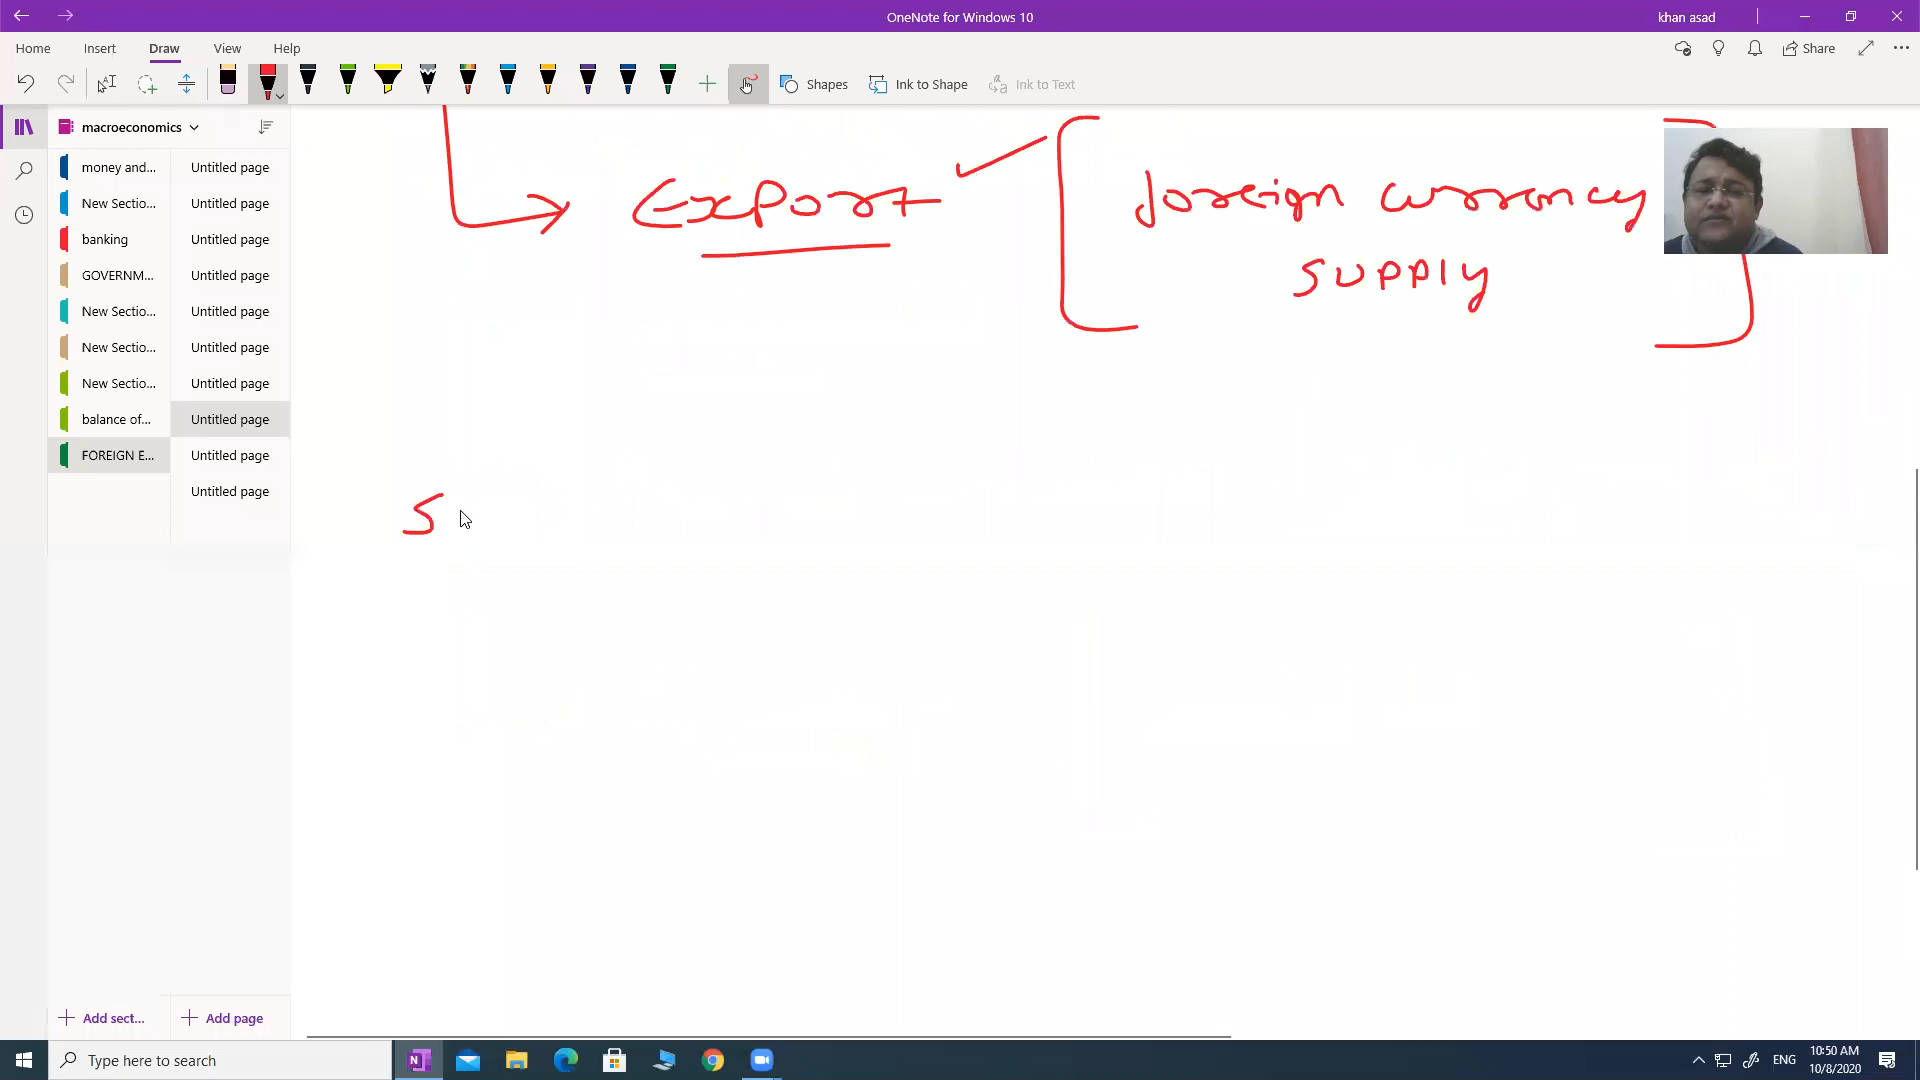 OneNote for Windows 10
khan asad
Home Insert Draw View Help
Share
Shapes Ink to Shape Ink to Text
macroeconomics
money and... Untitled page
New Sectio... Untitled page
banking Untitled page
GOVERNM... Untitled page
New Sectio... Untitled page
New Sectio... Untitled page
New Sectio... Untitled page
balance of... Untitled page
FOREIGN E... Untitled page
Untitled page
Export
foreign currency
supply
S
Add sect... Add page
Type here to search
ENG
10:50 AM
10/8/2020